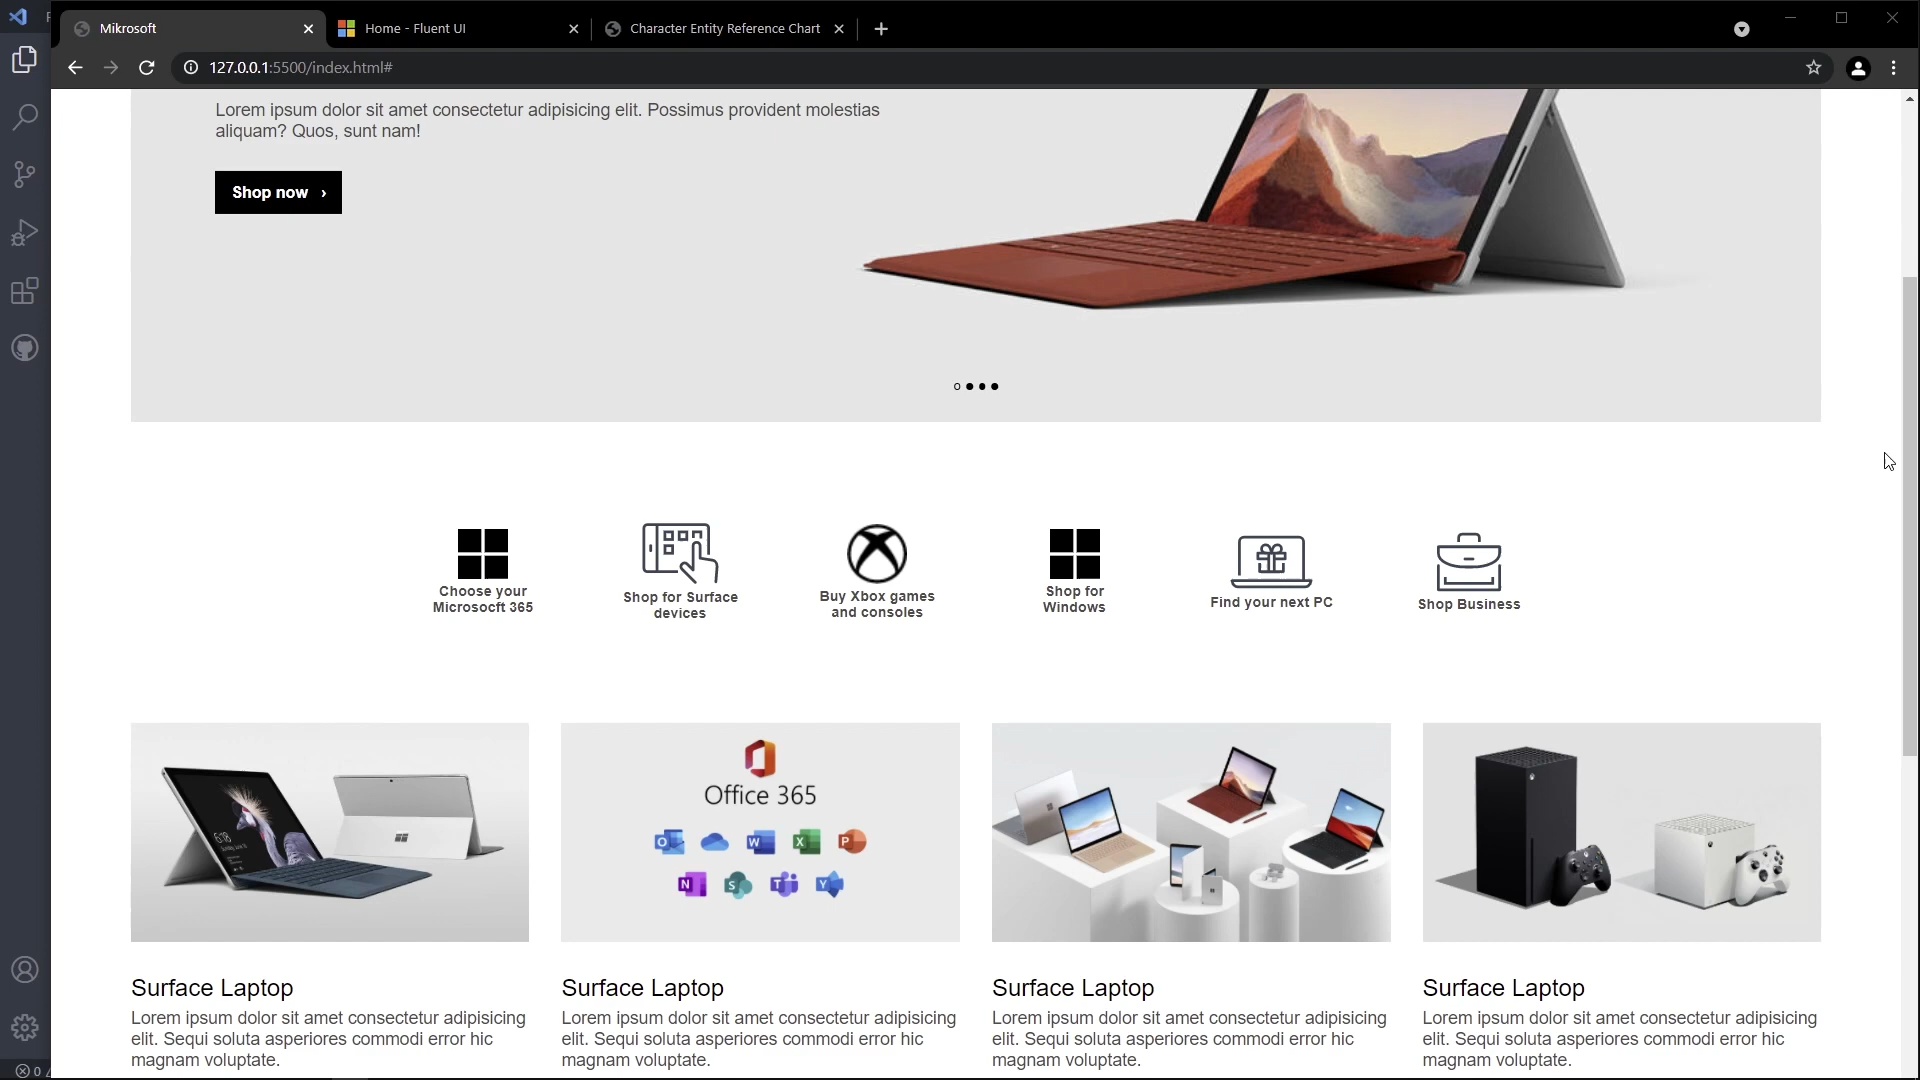 Mikrosoft
Home - Fluent UI
Character Entity Reference Chart
127.0.0.1:5500/index.html#
Lorem ipsum dolor sit amet consectetur adipisicing elit. Possimus provident molestias
aliquam? Quos, sunt nam!
Shop now ›
Choose your
Microsocft 365
Shop for Surface
devices
Buy Xbox games
and consoles
Shop for
Windows
Find your next PC
Shop Business
6:18
Office 365
O
W
X
P
N
S
T
Y
Surface Laptop
Lorem ipsum dolor sit amet consectetur adipisicing
elit. Sequi soluta asperiores commodi error hic
magnam voluptate.
Surface Laptop
Lorem ipsum dolor sit amet consectetur adipisicing
elit. Sequi soluta asperiores commodi error hic
magnam voluptate.
Surface Laptop
Lorem ipsum dolor sit amet consectetur adipisicing
elit. Sequi soluta asperiores commodi error hic
magnam voluptate.
Surface Laptop
Lorem ipsum dolor sit amet consectetur adipisicing
elit. Sequi soluta asperiores commodi error hic
magnam voluptate.
0